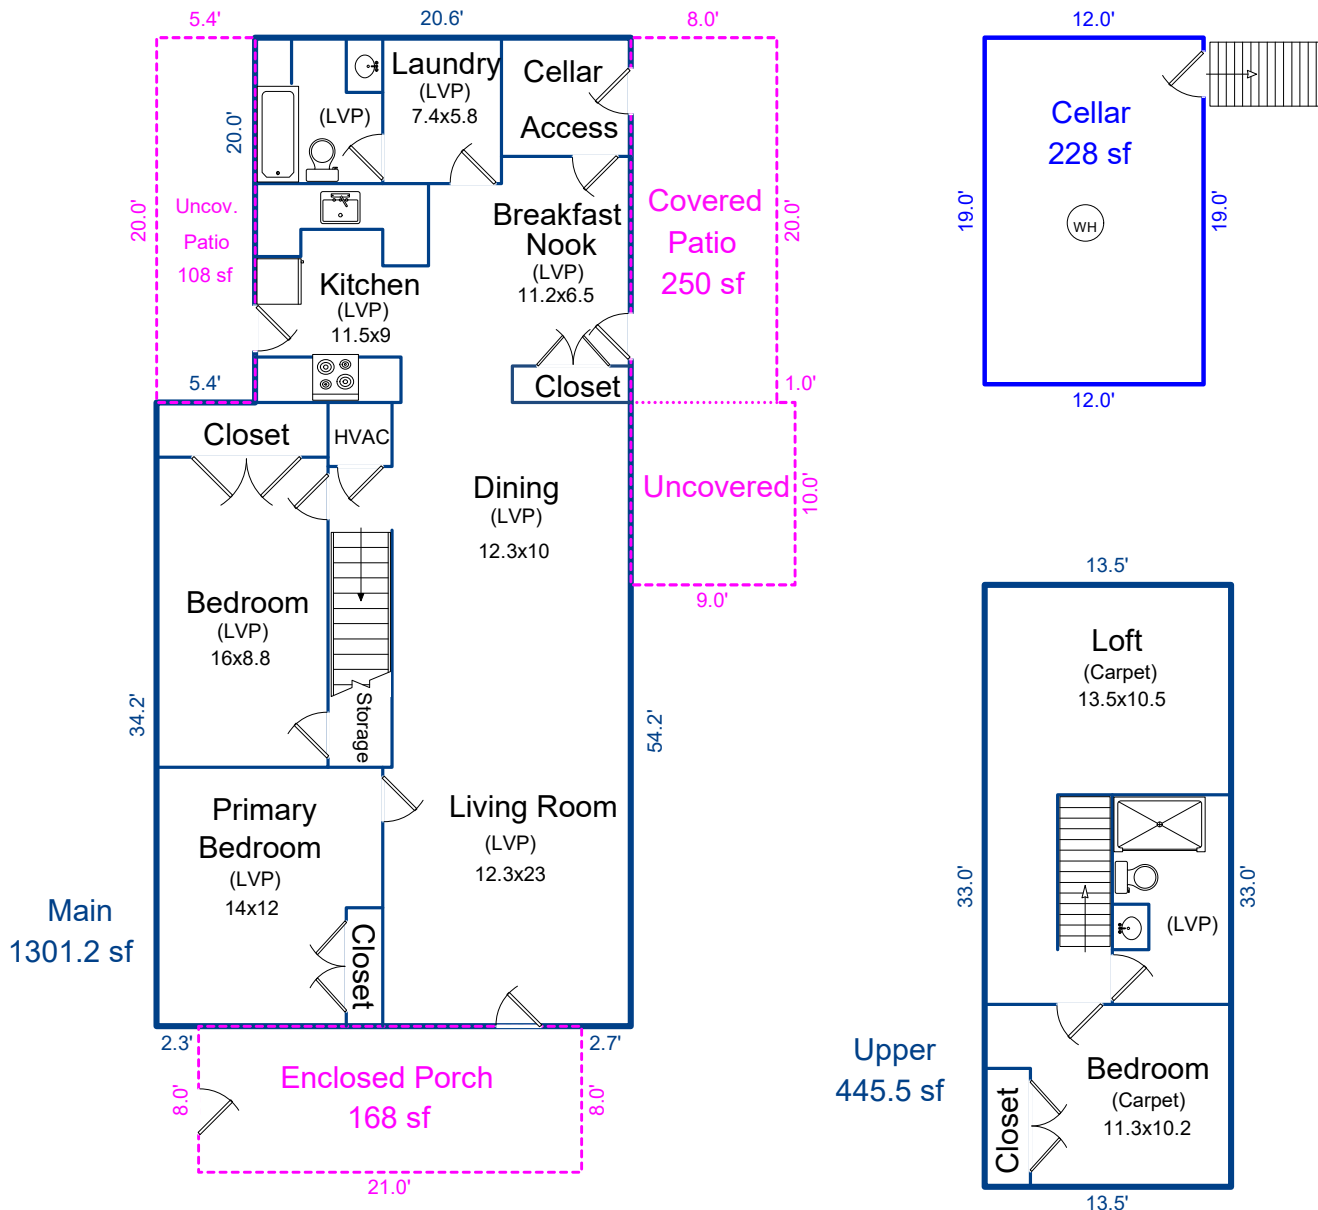 5.4'
20.6'
8.0'
12.0'
Laundry
(LVP)
7.4x5.8
Cellar
Access
(LVP)
20.0'
20.0'
Uncov.
Patio
108 sf
Breakfast
Nook
(LVP)
11.2x6.5
Covered
Patio
250 sf
20.0'
Cellar
228 sf
19.0'
19.0'
WH
12.0'
Kitchen
(LVP)
11.5x9
5.4'
Closet
1.0'
Closet
HVAC
Dining
(LVP)
12.3x10
Uncovered
10.0'
9.0'
Bedroom
(LVP)
16x8.8
Storage
34.2'
54.2'
Primary
Bedroom
(LVP)
14x12
Closet
Living Room
(LVP)
12.3x23
Main
1301.2 sf
2.3'
2.7'
Enclosed Porch
168 sf
8.0'
8.0'
21.0'
13.5'
Loft
(Carpet)
13.5x10.5
33.0'
33.0'
(LVP)
Upper
445.5 sf
Bedroom
(Carpet)
11.3x10.2
Closet
13.5'